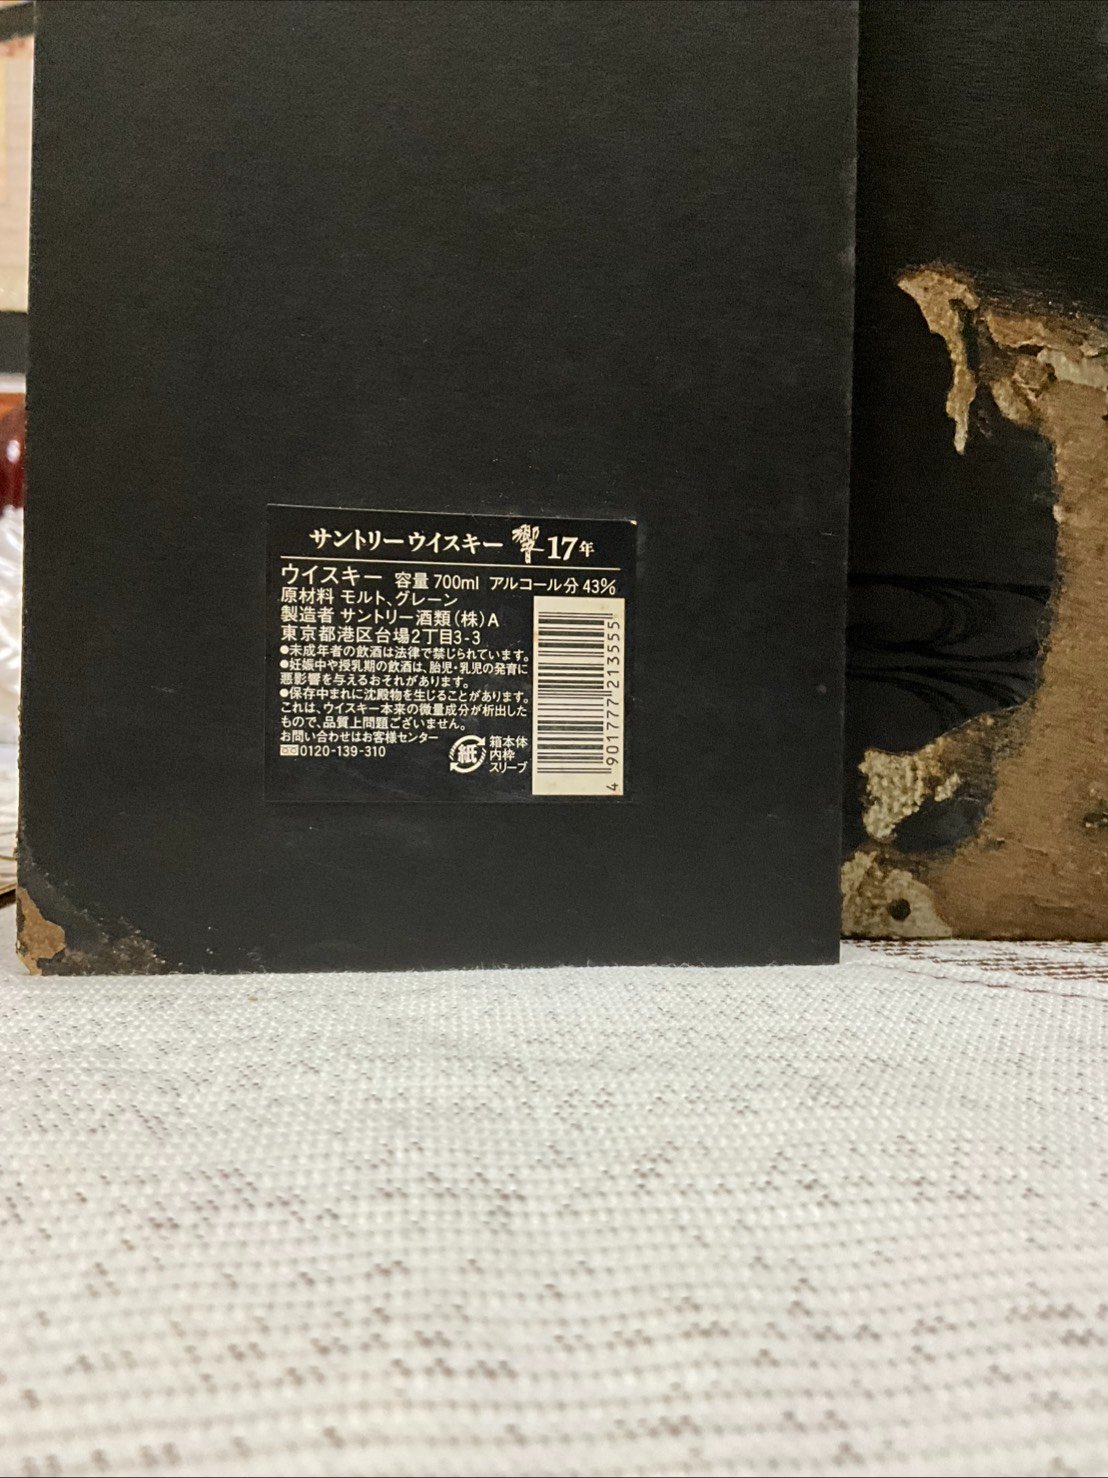 サントリーウイスキー 響 17年
ウイスキー 容量 700ml アルコール分 43%
原材料 モルト、グレーン
製造者 サントリー酒類(株)A
東京都港区台場2丁目3-3
●未成年者の飲酒は法律で禁じられています。
●妊娠中や授乳期の飲酒は、胎児・乳児の発育に
悪影響を与えるおそれがあります。
●保存中まれに沈殿物を生じることがあります。
これは、ウイスキー本来の微量成分が析出した
もので、品質上問題ございません。
お問い合わせはお客様センター
0120-139-310
紙
箱本体
内枠
スリーブ
4901777213555